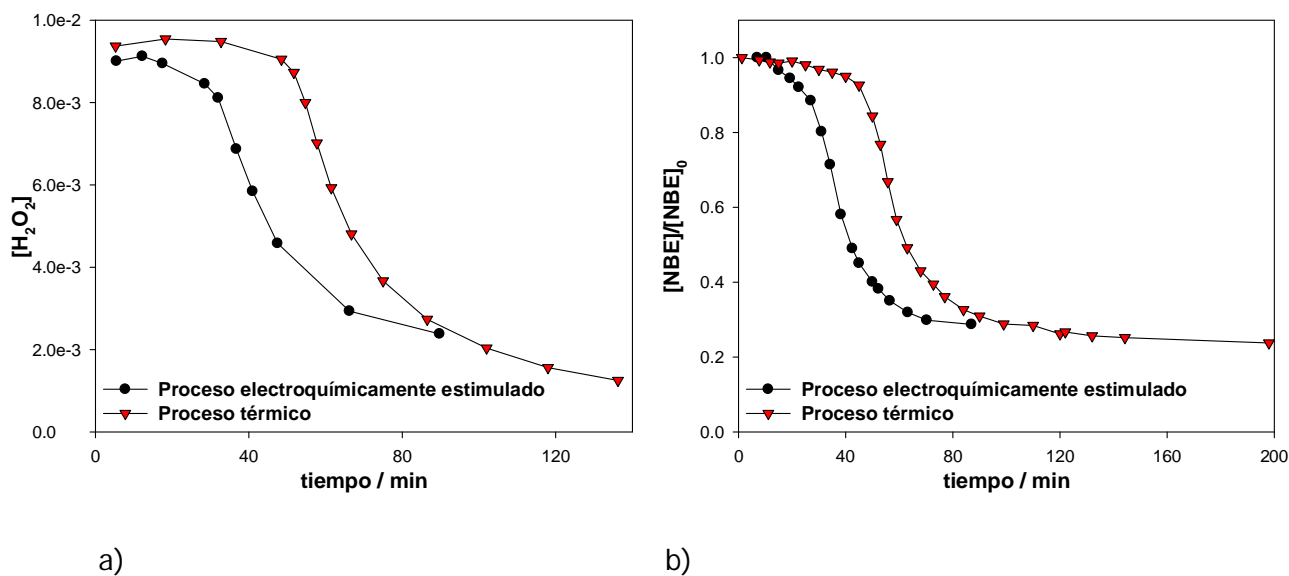 [H₂O₂]
1.0e-2
8.0e-3
6.0e-3
4.0e-3
2.0e-3
0.0
Proceso electroquímicamente estimulado
Proceso térmico
0 40 80 120
tiempo / min
a)
[NBE]/[NBE]₀
1.0
0.8
0.6
0.4
0.2
0.0
Proceso electroquímicamente estimulado
Proceso térmico
0 40 80 120 160 200
tiempo / min
b)